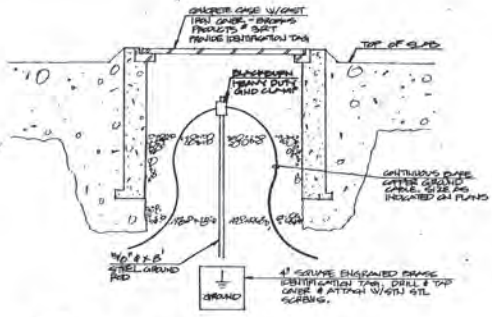 CONCRETE CASE W/CAST
IRON COVER - BROOKS
PRODUCTS # 3RT
PROVIDE IDENTIFICATION TAG
TOP OF SLAB
BLACKBURN
HEAVY DUTY
GND CLAMP
CONTINUOUS BARE
COPPER GROUND
CABLE, SIZE AS
INDICATED ON PLANS
X 8'
STEEL GROUND
ROD
GROUND
4" SQUARE ENGRAVED BRASS
IDENTIFICATION TAG. DRILL & TAP
COVER & ATTACH W/STN STL
SCREWS.